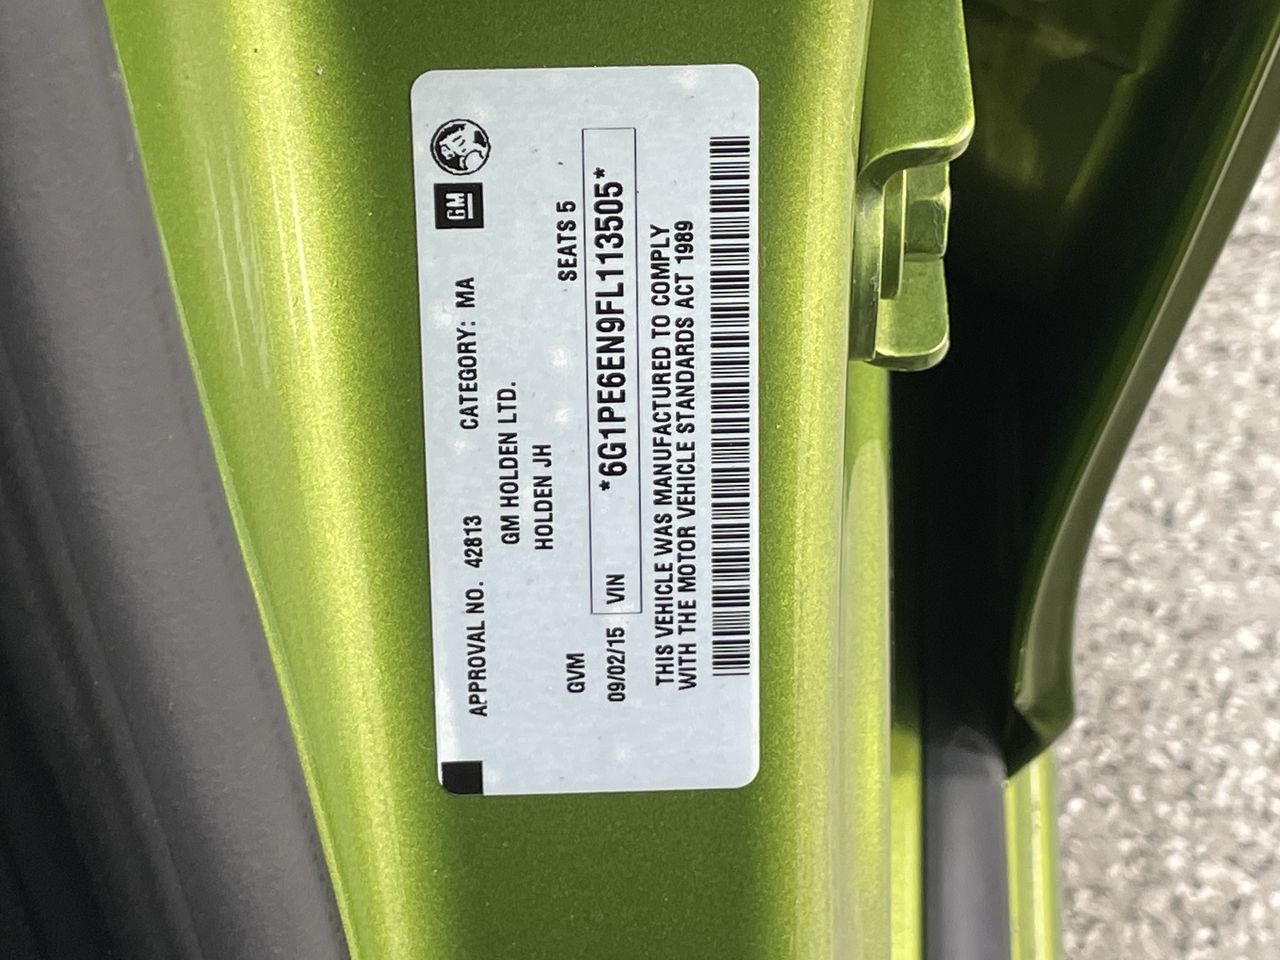 APPROVAL NO. 42813 CATEGORY: MA GM
GM HOLDEN LTD.
HOLDEN JH
GVM SEATS 5
09/02/15 VIN *6G1PE6EN9FL113505*
THIS VEHICLE WAS MANUFACTURED TO COMPLY
WITH THE MOTOR VEHICLE STANDARDS ACT 1989